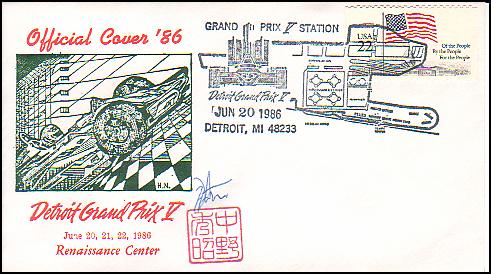 Official Cover '86
H.N.
Detroit Grand Prix V
June 20, 21, 22, 1986
Renaissance Center
GRAND PRIX V STATION
Detroit Grand Prix V
JUN 20 1986
DETROIT, MI 48233
USA
22
Of the People
By the People
For the People
中野
秀昭